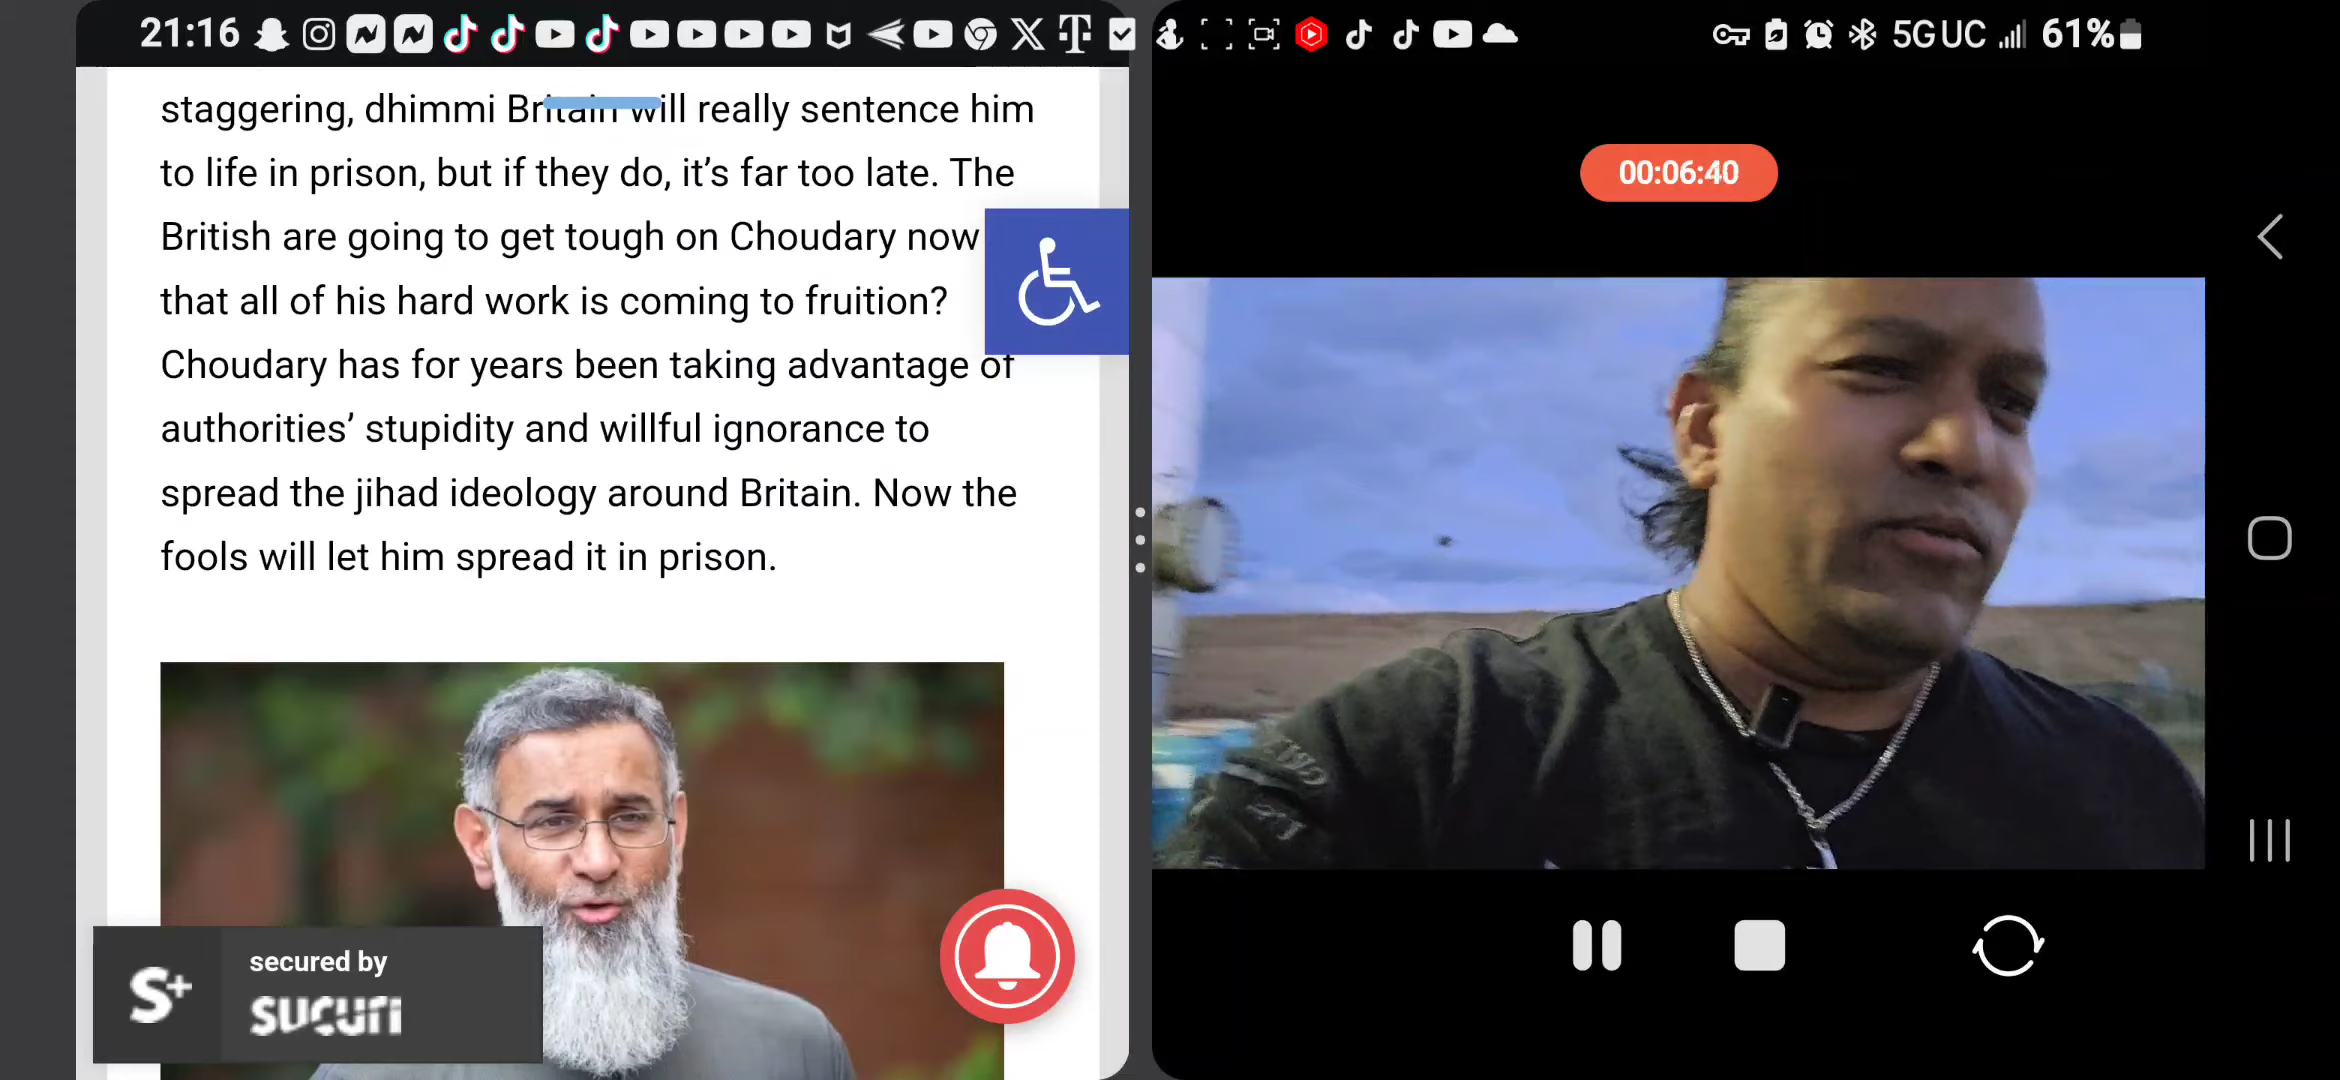 21:16
5G UC
61%
staggering, dhimmi Britain will really sentence him
to life in prison, but if they do, it's far too late. The
British are going to get tough on Choudary now
that all of his hard work is coming to fruition?
Choudary has for years been taking advantage of
authorities' stupidity and willful ignorance to
spread the jihad ideology around Britain. Now the
fools will let him spread it in prison.
S+
secured by
sucuri
00:06:40